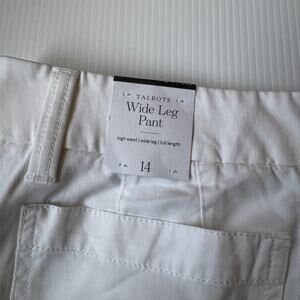 TALBOTS
Wide Leg
Pant
high waist | wide leg | full length
14